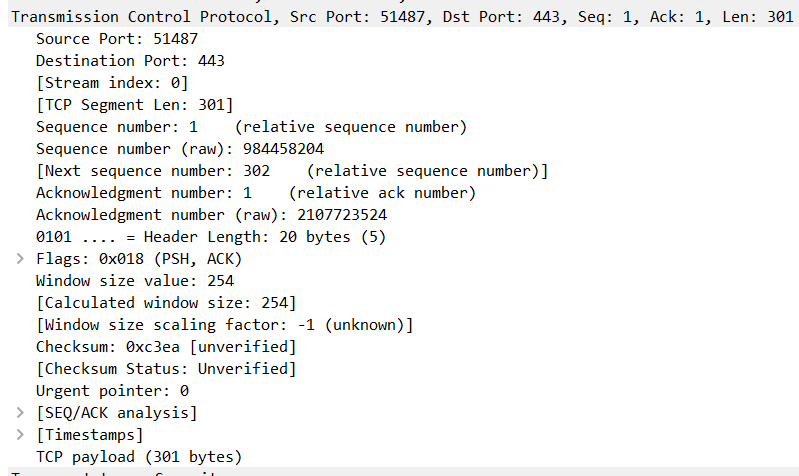 Transmission Control Protocol, Src Port: 51487, Dst Port: 443, Seq: 1, Ack: 1, Len: 301
Source Port: 51487
Destination Port: 443
[Stream index: 0]
[TCP Segment Len: 301]
Sequence number: 1    (relative sequence number)
Sequence number (raw): 984458204
[Next sequence number: 302    (relative sequence number)]
Acknowledgment number: 1    (relative ack number)
Acknowledgment number (raw): 2107723524
0101 .... = Header Length: 20 bytes (5)
Flags: 0x018 (PSH, ACK)
Window size value: 254
[Calculated window size: 254]
[Window size scaling factor: -1 (unknown)]
Checksum: 0xc3ea [unverified]
[Checksum Status: Unverified]
Urgent pointer: 0
[SEQ/ACK analysis]
[Timestamps]
TCP payload (301 bytes)